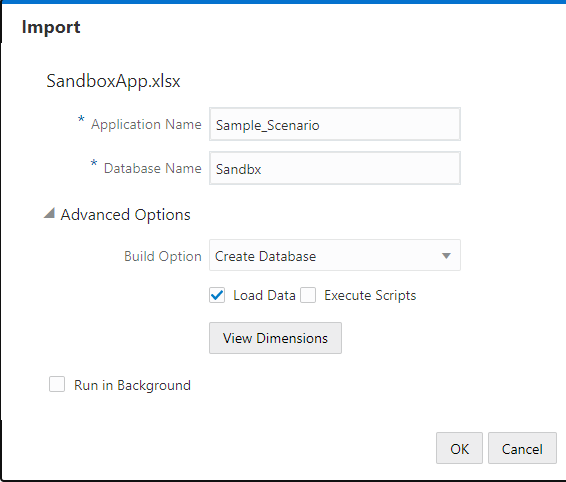 Import
SandboxApp.xlsx
* Application Name Sample_Scenario
* Database Name Sandbx
Advanced Options
Build Option Create Database
Load Data Execute Scripts
View Dimensions
Run in Background
OK Cancel